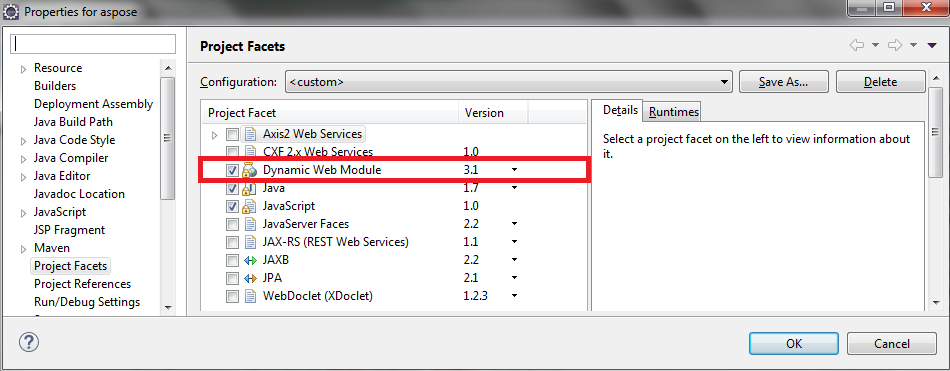 Properties for aspose
Resource
Builders
Deployment Assembly
Java Build Path
Java Code Style
Java Compiler
Java Editor
Javadoc Location
JavaScript
JSP Fragment
Maven
Project Facets
Project References
Run/Debug Settings
Project Facets
Configuration: <custom> Save As... Delete
Project Facet Version
Axis2 Web Services
CXF 2.x Web Services 1.0
Dynamic Web Module 3.1
Java 1.7
JavaScript 1.0
JavaServer Faces 2.2
JAX-RS (REST Web Services) 1.1
JAXB 2.2
JPA 2.1
WebDoclet (XDoclet) 1.2.3
Details Runtimes
Select a project facet on the left to view information about
it.
? OK Cancel